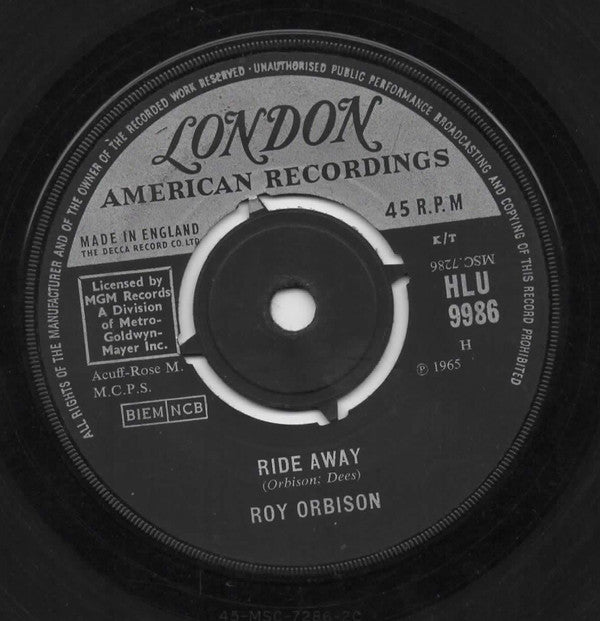 ALL RIGHTS OF THE MANUFACTURER AND OF THE OWNER OF THE RECORDED WORK RESERVED · UNAUTHORISED PUBLIC PERFORMANCE BROADCASTING AND COPYING OF THIS RECORD PROHIBITED
LONDON
AMERICAN RECORDINGS
45 R.P.M
MADE IN ENGLAND
THE DECCA RECORD CO. LTD
K/T
MSC.7286
HLU
9986
H
℗ 1965
Licensed by
MGM Records
A Division
of Metro-
Goldwyn-
Mayer Inc.
Acuff-Rose M.
M.C.P.S.
BIEM NCB
RIDE AWAY
(Orbison: Dees)
ROY ORBISON
45-MSC-7286-2C